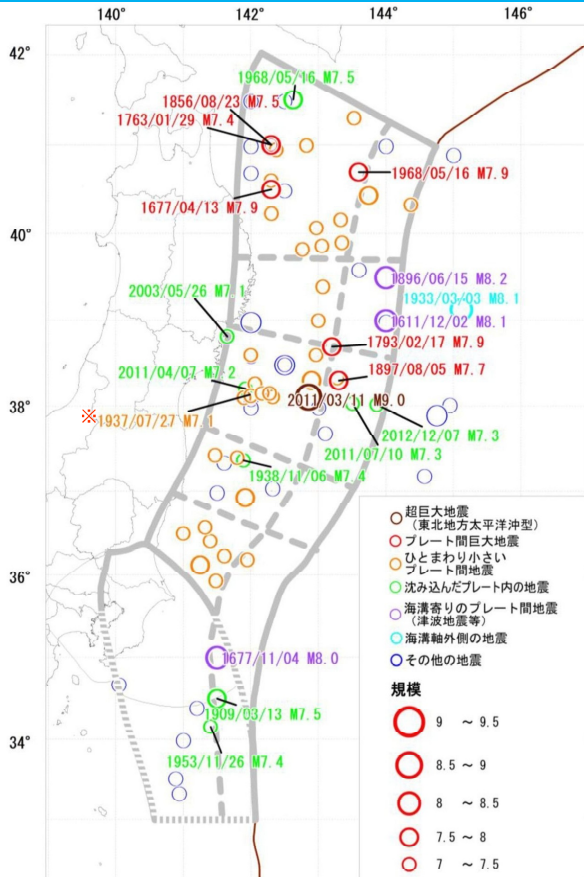 140° 142° 144° 146°
42°
1968/05/16 M7.5
1856/08/23 M7.5
1763/01/29 M7.4
1968/05/16 M7.9
1677/04/13 M7.9
40°
1896/06/15 M8.2
1933/03/03 M8.1
2003/05/26 M7.1
1611/12/02 M8.1
1793/02/17 M7.9
2011/04/07 M7.2
1897/08/05 M7.7
38°
2011/03/11 M9.0
※1937/07/27 M7.1
2012/12/07 M7.3
2011/07/10 M7.3
1938/11/06 M7.4
36°
1677/11/04 M8.0
1909/03/13 M7.5
34°
1953/11/26 M7.4
超巨大地震
(東北地方太平洋沖型)
プレート間巨大地震
ひとまわり小さい
プレート間地震
沈み込んだプレート内の地震
海溝寄りのプレート間地震
(津波地震等)
海溝軸外側の地震
その他の地震
規模
9 ~ 9.5
8.5 ~ 9
8 ~ 8.5
7.5 ~ 8
7 ~ 7.5